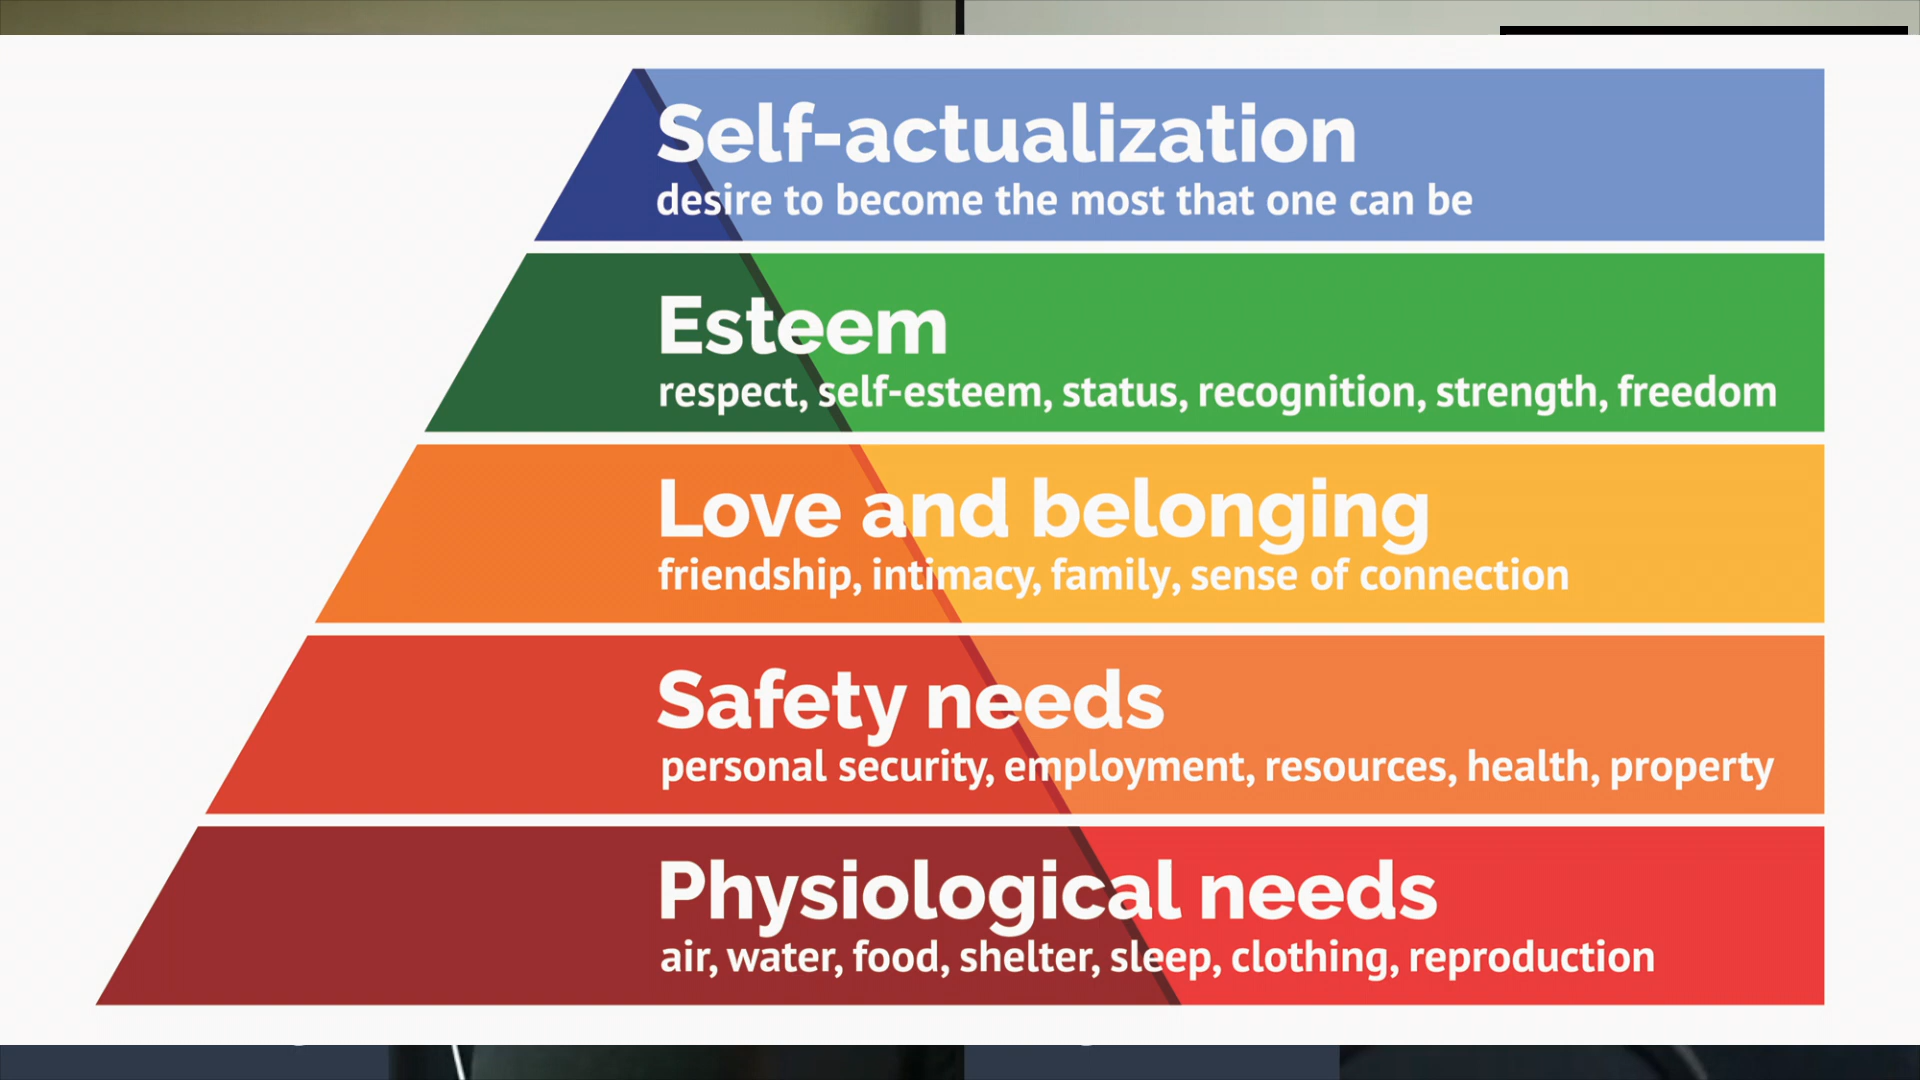 Self-actualization
desire to become the most that one can be
Esteem
respect, self-esteem, status, recognition, strength, freedom
Love and belonging
friendship, intimacy, family, sense of connection
Safety needs
personal security, employment, resources, health, property
Physiological needs
air, water, food, shelter, sleep, clothing, reproduction